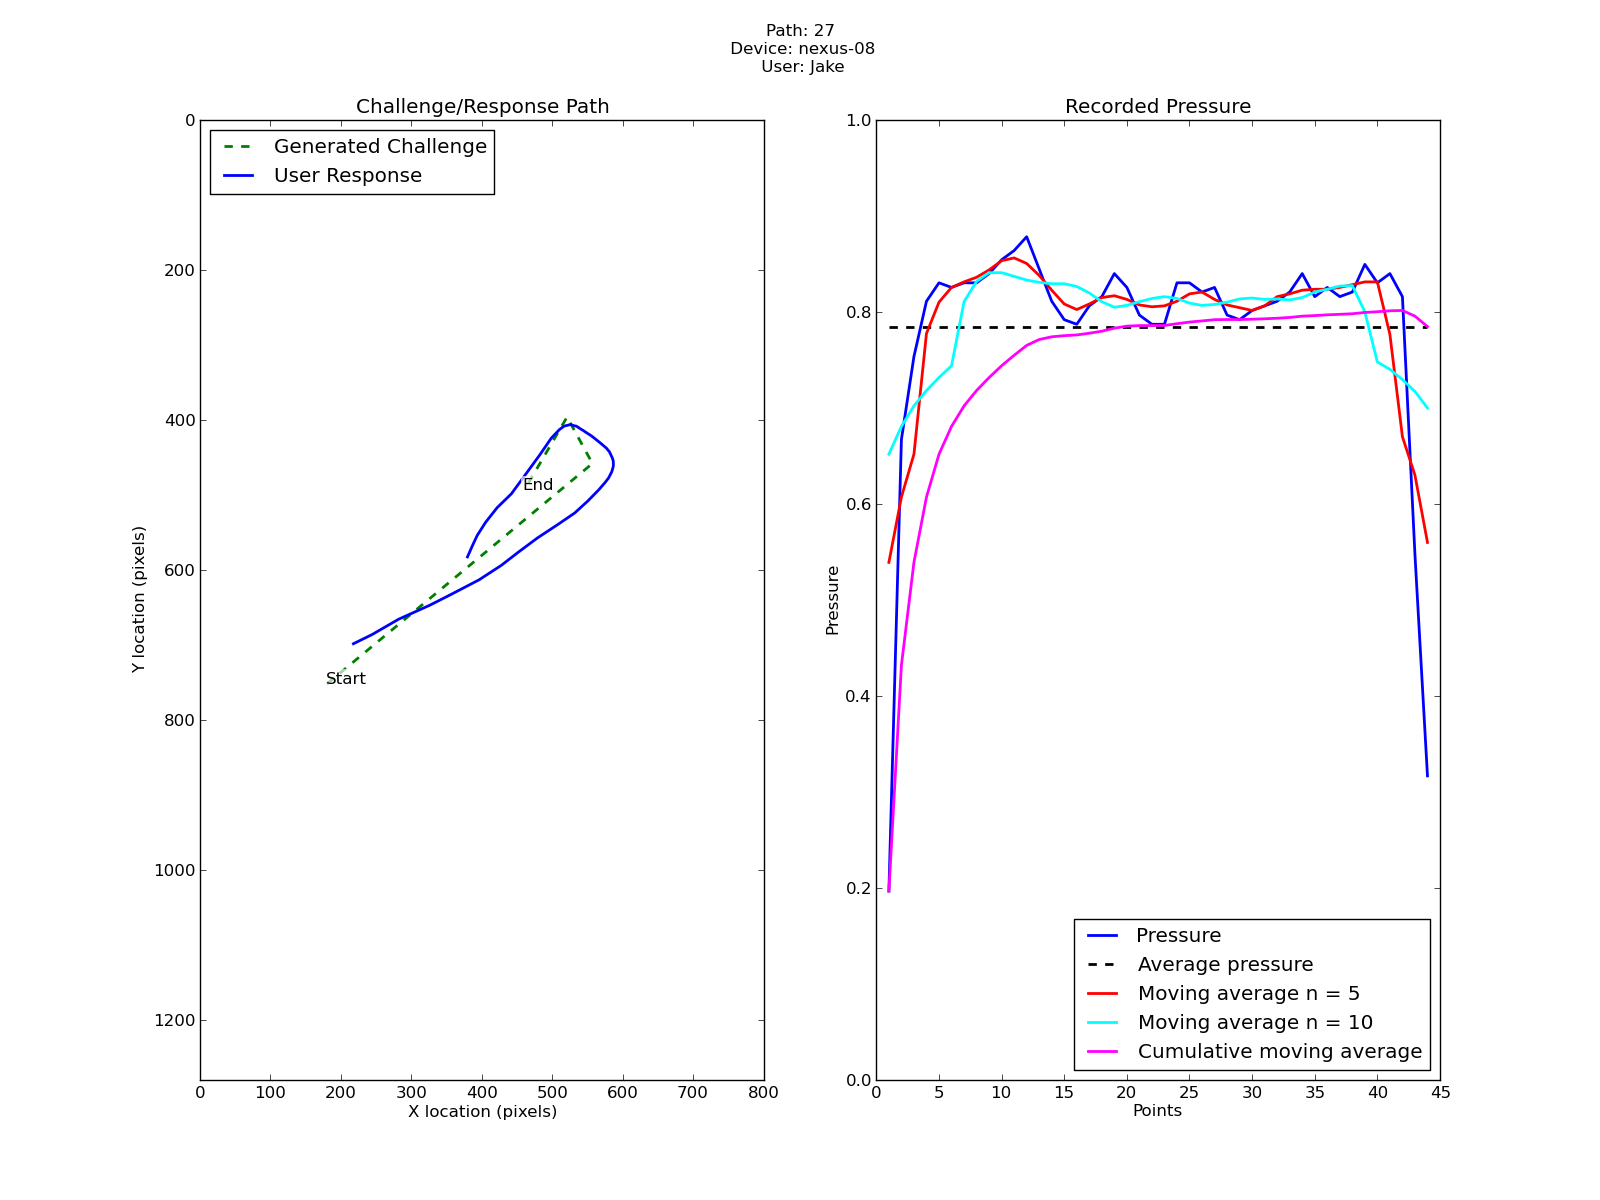 Path: 27
Device: nexus-08
User: Jake
Challenge/Response Path
Generated Challenge
User Response
0
200
400
600
800
1000
1200
Y location (pixels)
End
Start
0 100 200 300 400 500 600 700 800
X location (pixels)
Recorded Pressure
1.0
0.8
0.6
0.4
0.2
0.0
Pressure
Pressure
Average pressure
Moving average n = 5
Moving average n = 10
Cumulative moving average
0 5 10 15 20 25 30 35 40 45
Points